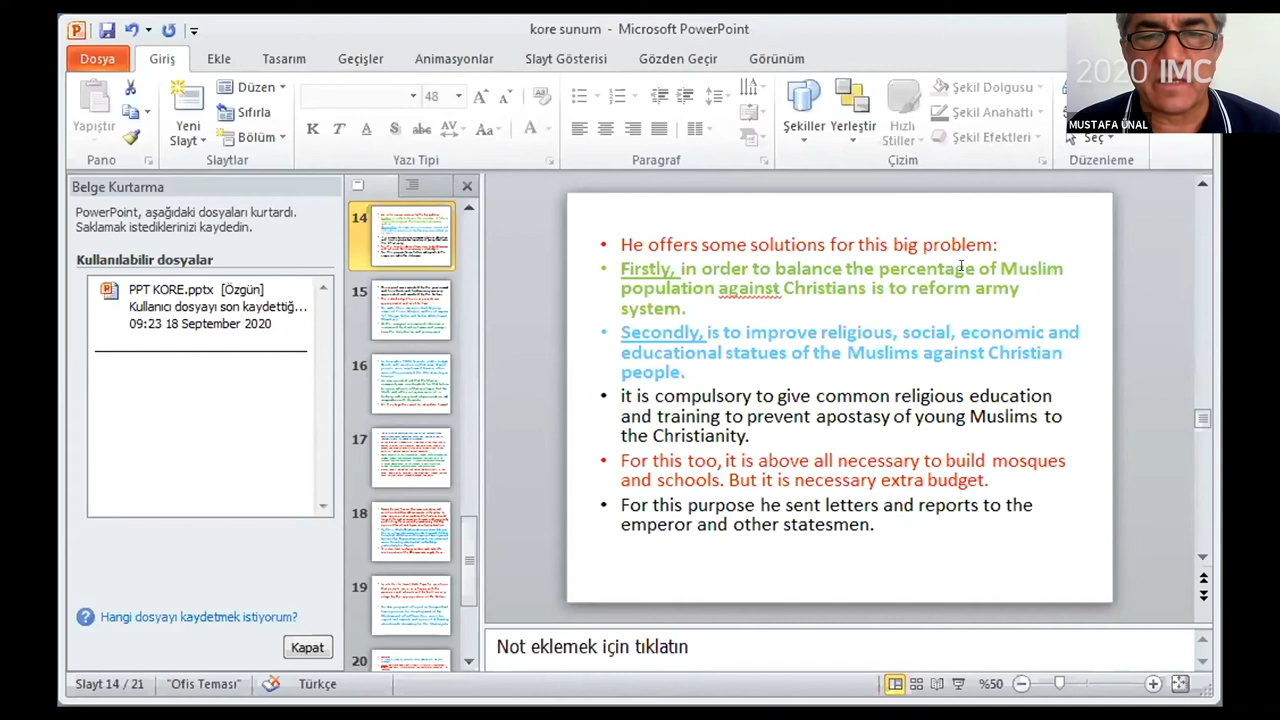 kore sunum - Microsoft PowerPoint
2020 IMC
MUSTAFA ÜNAL
Dosya Giriş Ekle Tasarım Geçişler Animasyonlar Slayt Gösterisi Gözden Geçir Görünüm
Yapıştır
Pano
Yeni
Slayt
Düzen
Sıfırla
Bölüm
Slaytlar
48
Yazı Tipi
Paragraf
Şekiller
Yerleştir
Hızlı
Stiller
Şekil Dolgusu
Şekil Anahattı
Şekil Efektleri
Çizim
Seç
Düzenleme
Belge Kurtarma
PowerPoint, aşağıdaki dosyaları kurtardı.
Saklamak istediklerinizi kaydedin.
Kullanılabilir dosyalar
PPT KORE.pptx [Özgün]
Kullanıcı dosyayı son kaydettiğ...
09:23 18 September 2020
Hangi dosyayı kaydetmek istiyorum?
Kapat
14
15
16
17
18
19
20
• He offers some solutions for this big problem:
• Firstly, in order to balance the percentage of Muslim
population against Christians is to reform army
system.
• Secondly, is to improve religious, social, economic and
educational statues of the Muslims against Christian
people.
• it is compulsory to give common religious education
and training to prevent apostasy of young Muslims to
the Christianity.
• For this too, it is above all necessary to build mosques
and schools. But it is necessary extra budget.
• For this purpose he sent letters and reports to the
emperor and other statesmen.
Not eklemek için tıklatın
Slayt 14 / 21 "Ofis Teması" Türkçe %50